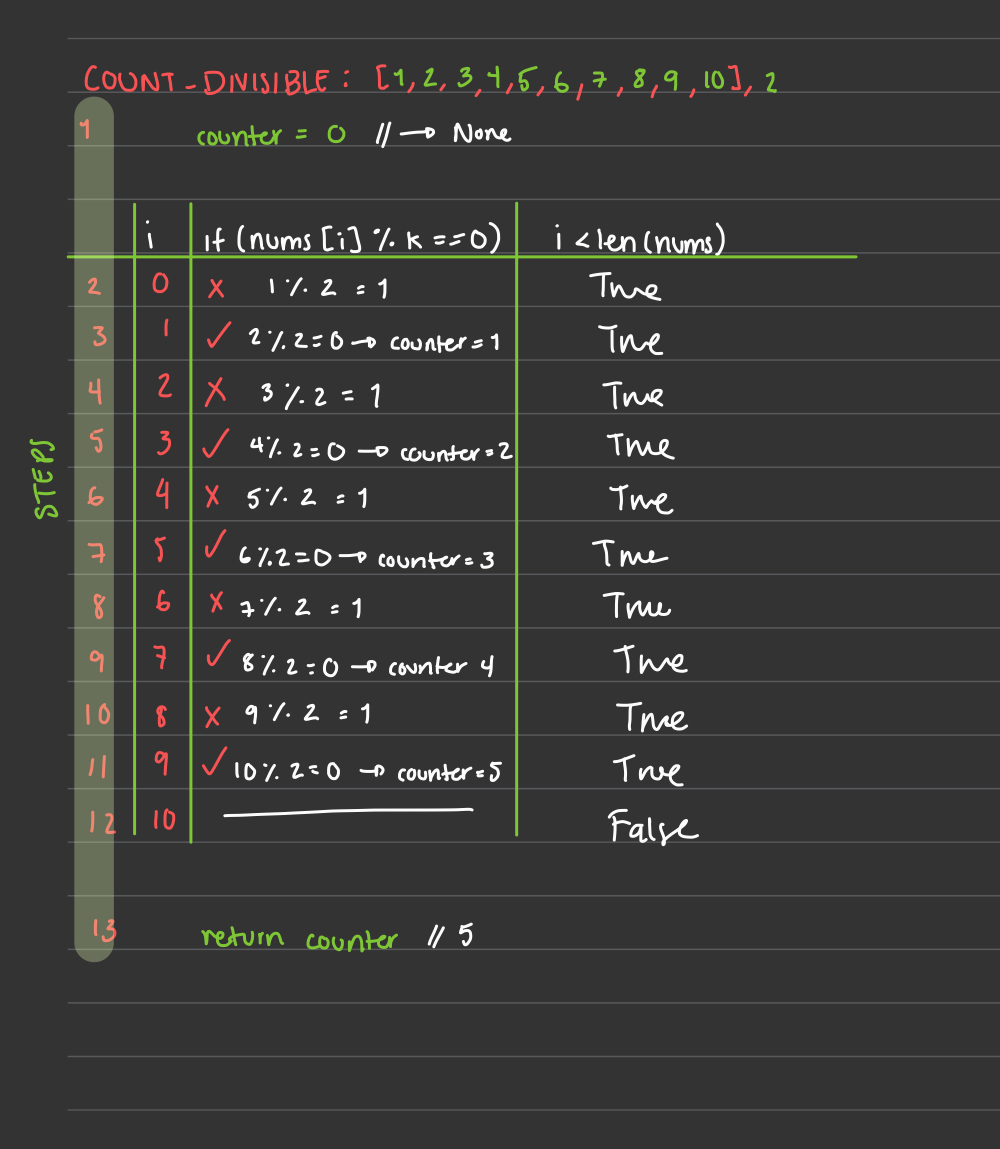 COUNT-DIVISIBLE: [1,2,3,4,5,6,7,8,9,10], 2
1 counter = 0 // → None
i if (nums [i] % k ==0) i < len(nums)
STEPS
2 0 ✗ 1 % 2 = 1 True
3 1 ✓ 2 % 2=0 → counter=1 True
4 2 ✗ 3 % 2 = 1 True
5 3 ✓ 4% 2=0 → counter=2 True
6 4 ✗ 5% 2 = 1 True
7 5 ✓ 6%2=0 → counter=3 True
8 6 ✗ 7% 2 = 1 True
9 7 ✓ 8% 2=0 → counter 4 True
10 8 ✗ 9% 2 = 1 True
11 9 ✓ 10% 2=0 → counter=5 True
12 10 — False
13 return counter // 5